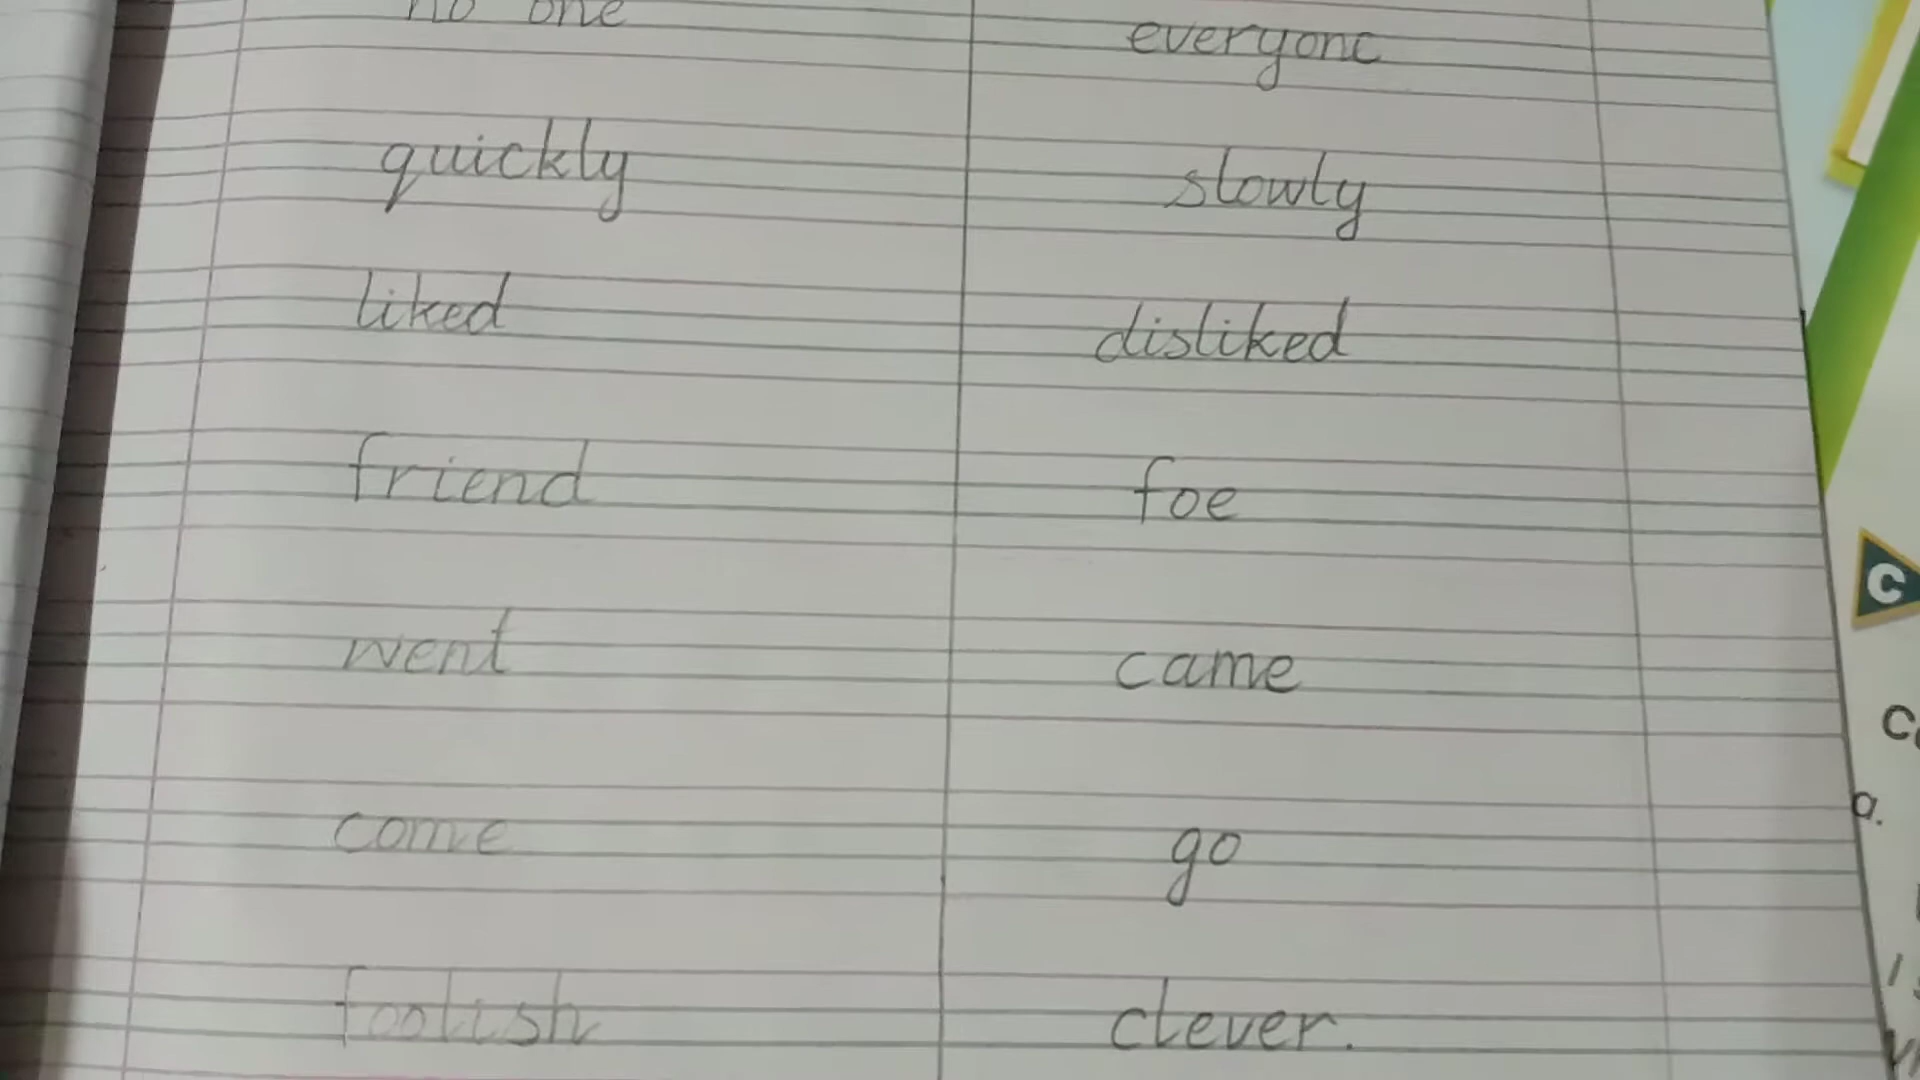 no one everyone
quickly slowly
liked disliked
friend foe
went came
come go
foolish clever.
C
a.